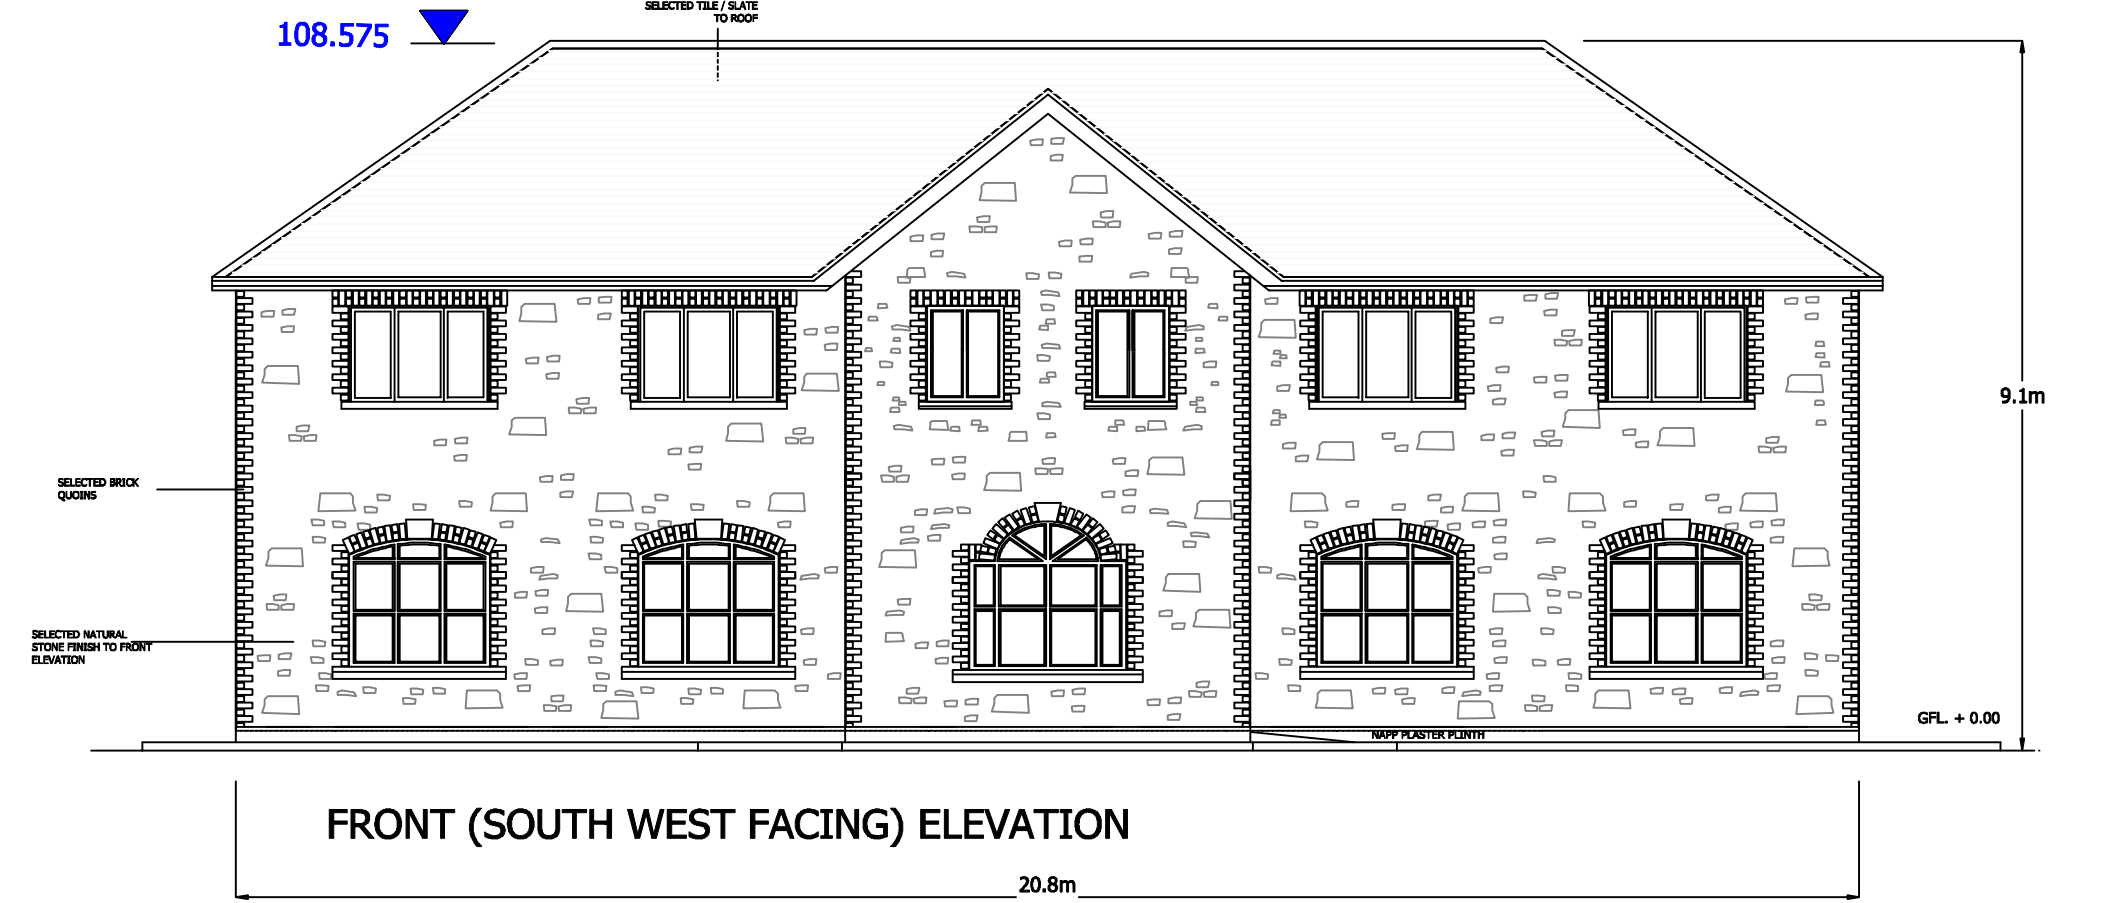 SELECTED TILE / SLATE
TO ROOF
108.575
9.1m
SELECTED BRICK
QUOINS
SELECTED NATURAL
STONE FINISH TO FRONT
ELEVATION
GFL. + 0.00
NAPP PLASTER PLINTH
FRONT (SOUTH WEST FACING) ELEVATION
20.8m